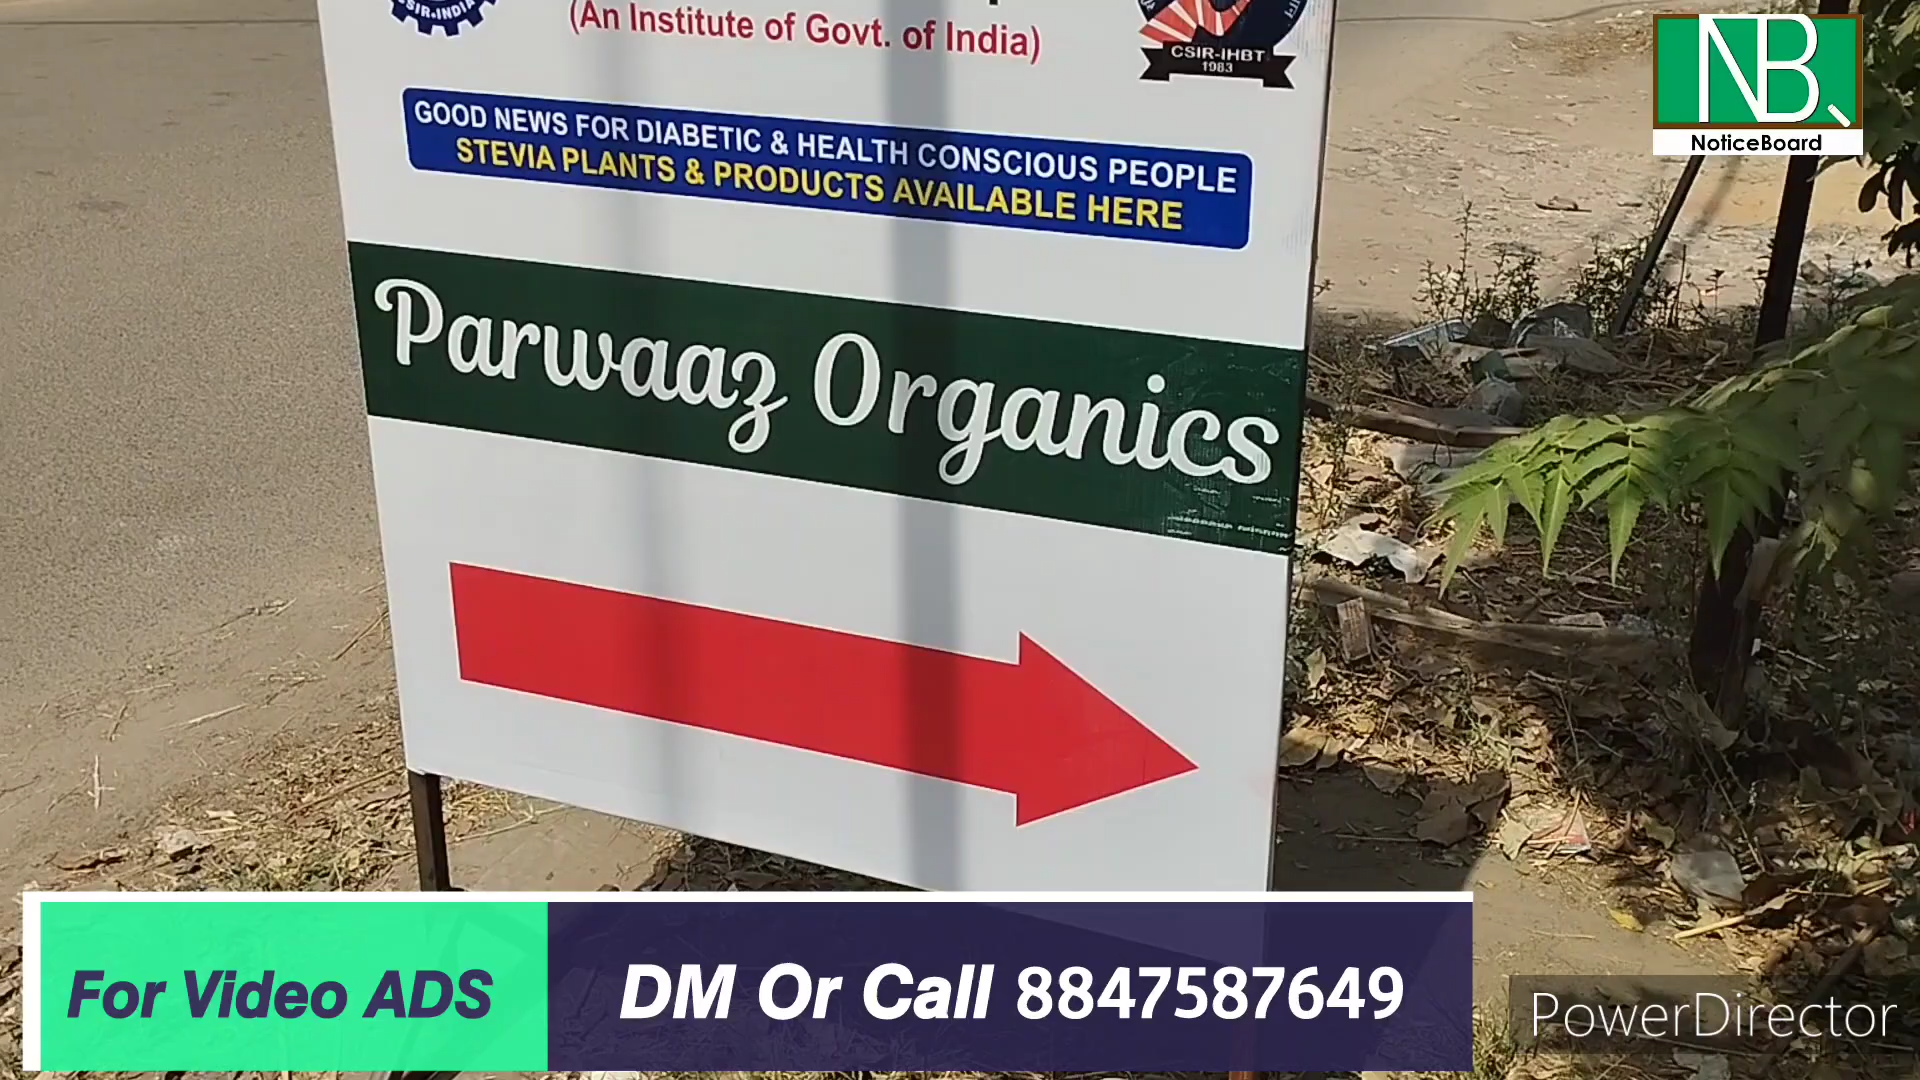 CSIR-INDIA
(An Institute of Govt. of India)
CSIR-IHBT
1983
GOOD NEWS FOR DIABETIC & HEALTH CONSCIOUS PEOPLE
STEVIA PLANTS & PRODUCTS AVAILABLE HERE
Parwaaz Organics
NB
NoticeBoard
For Video ADS
DM Or Call 8847587649
PowerDirector